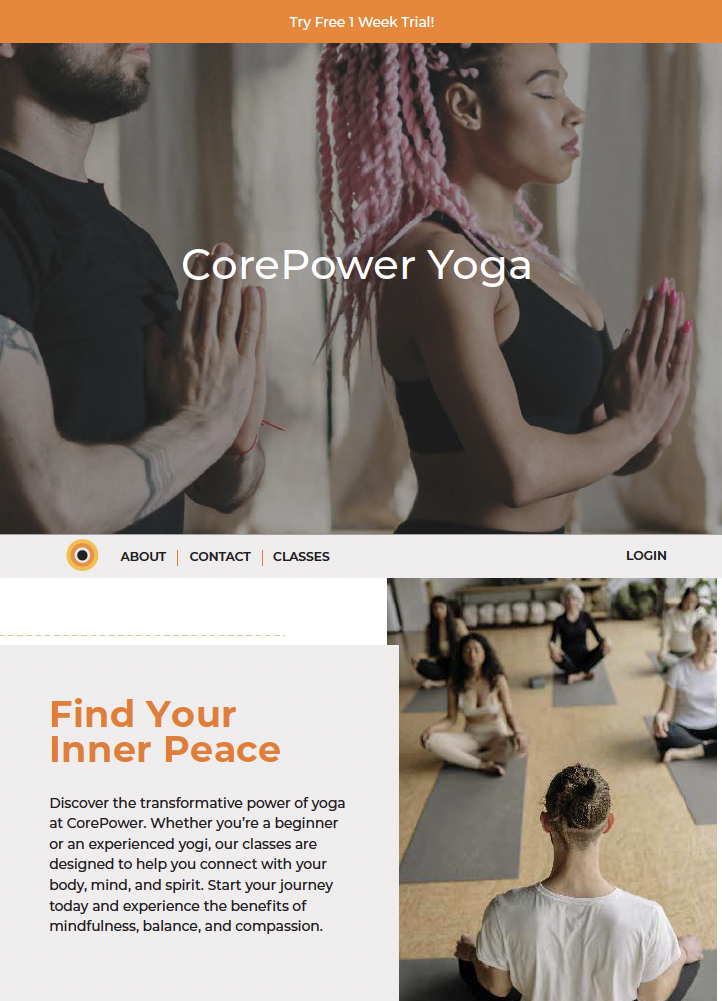 Try Free 1 Week Trial!
CorePower Yoga
ABOUT | CONTACT | CLASSES
LOGIN
Find Your
Inner Peace
Discover the transformative power of yoga
at CorePower. Whether you’re a beginner
or an experienced yogi, our classes are
designed to help you connect with your
body, mind, and spirit. Start your journey
today and experience the benefits of
mindfulness, balance, and compassion.